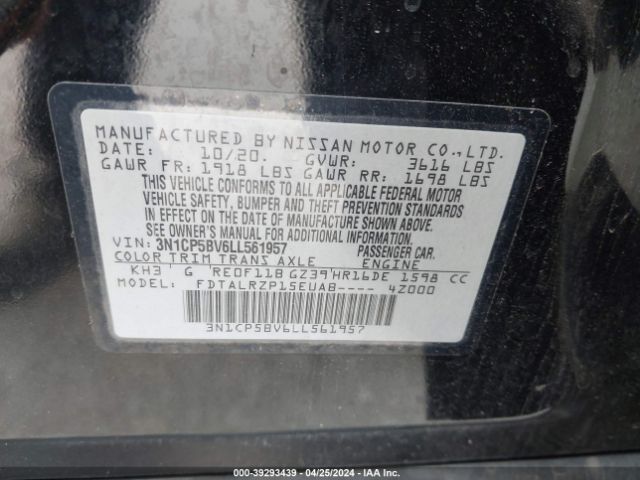 MANUFACTURED BY NISSAN MOTOR CO.,LTD.
DATE: 10/20. GVWR: 3616 LBS
GAWR FR: 1918 LBS GAWR RR: 1698 LBS
THIS VEHICLE CONFORMS TO ALL APPLICABLE FEDERAL MOTOR
VEHICLE SAFETY, BUMPER AND THEFT PREVENTION STANDARDS
IN EFFECT ON THE DATE OF MANUFACTURE SHOWN ABOVE.
SEE OWNER'S MANUAL FOR ADDITIONAL INFORMATION.
VIN: 3N1CP5BV6LL561957 PASSENGER CAR.
COLOR TRIM TRANS AXLE ENGINE
KH3 G RE0F11B GZ39 HR16DE 1598 CC
MODEL: FDTALRZP15EUAB---- 4Z000
3N1CP5BV6LL561957
000-39293439 - 04/25/2024 - IAA Inc.